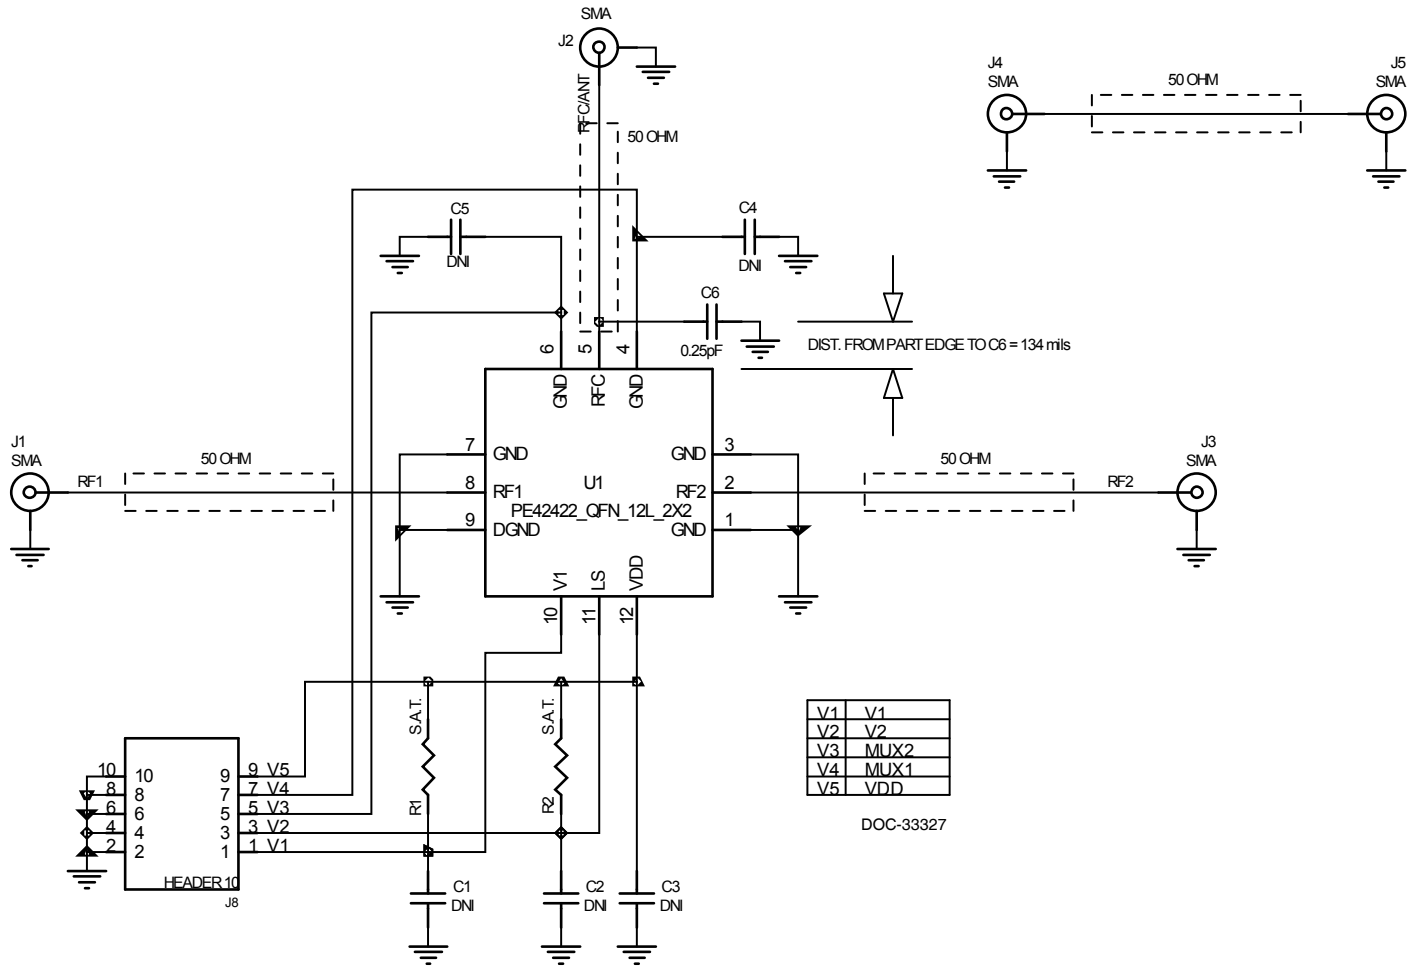 SMA
J2
RFC/ANT
50 OHM
J4
SMA
50 OHM
J5
SMA
C5
DNI
C4
DNI
C6
0.25pF
DIST. FROM PART EDGE TO C6 = 134 mils
6 5 4
GND RFC GND
J1
SMA
RF1
50 OHM
7 GND
8 RF1
9 DGND
U1
PE42422_QFN_12L_2X2
GND 3
RF2 2
GND 1
50 OHM
RF2
J3
SMA
V1 LS VDD
10 11 12
S.A.T.
R1
S.A.T.
R2
10 10 9 9 V5
8 8 7 7 V4
6 6 5 5 V3
4 4 3 3 V2
2 2 1 1 V1
HEADER 10
J8
C1
DNI
C2
DNI
C3
DNI
V1 V1
V2 V2
V3 MUX2
V4 MUX1
V5 VDD
DOC-33327